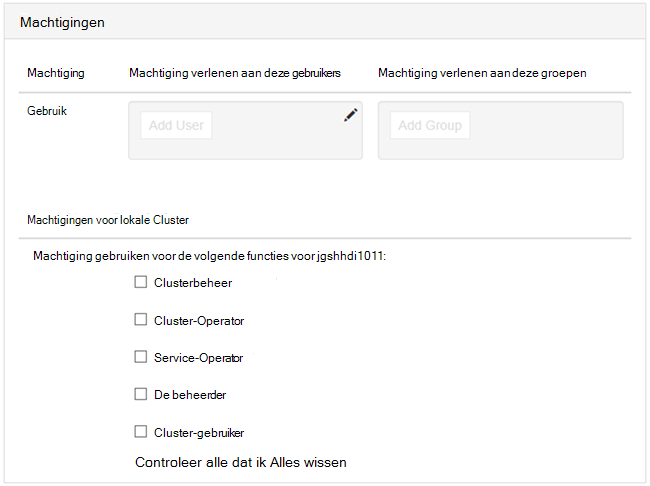 Machtigingen
Machtiging Machtiging verlenen aan deze gebruikers Machtiging verlenen aan deze groepen
Gebruik Add User Add Group
Machtigingen voor lokale Cluster
Machtiging gebruiken voor de volgende functies voor jgshhdi1011:
Clusterbeheer
Cluster-Operator
Service-Operator
De beheerder
Cluster-gebruiker
Controleer alle dat ik Alles wissen